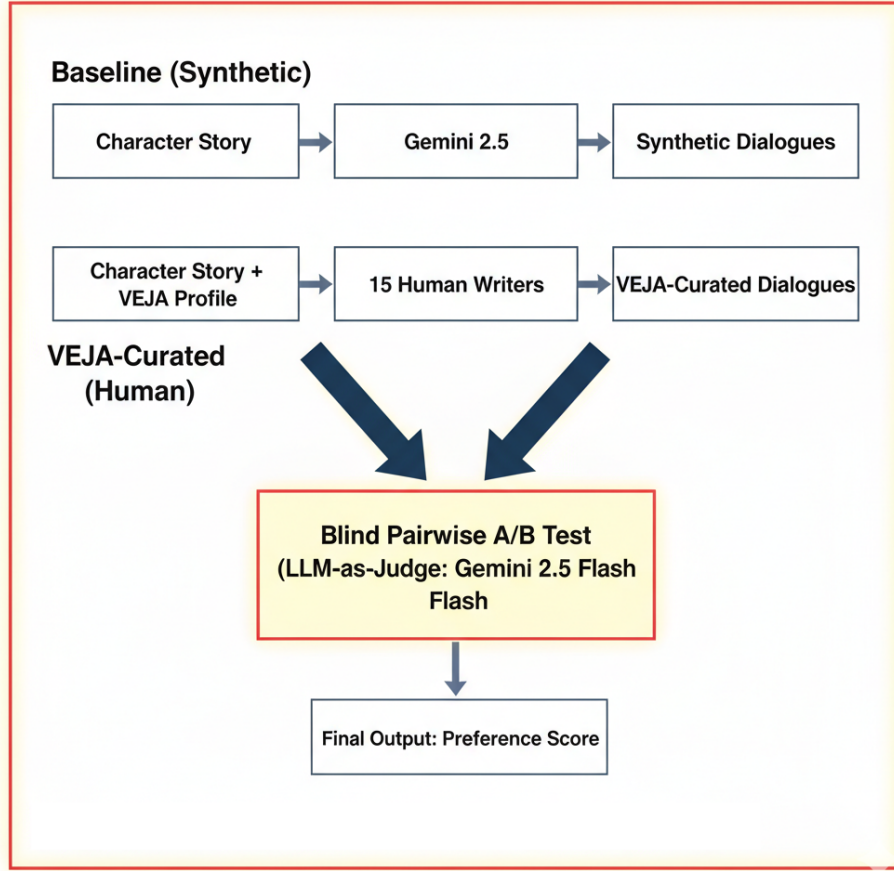 Baseline (Synthetic)
Character Story
Gemini 2.5
Synthetic Dialogues
Character Story +
VEJA Profile
15 Human Writers
VEJA-Curated Dialogues
VEJA-Curated
(Human)
Blind Pairwise A/B Test
(LLM-as-Judge: Gemini 2.5 Flash
Flash
Final Output: Preference Score